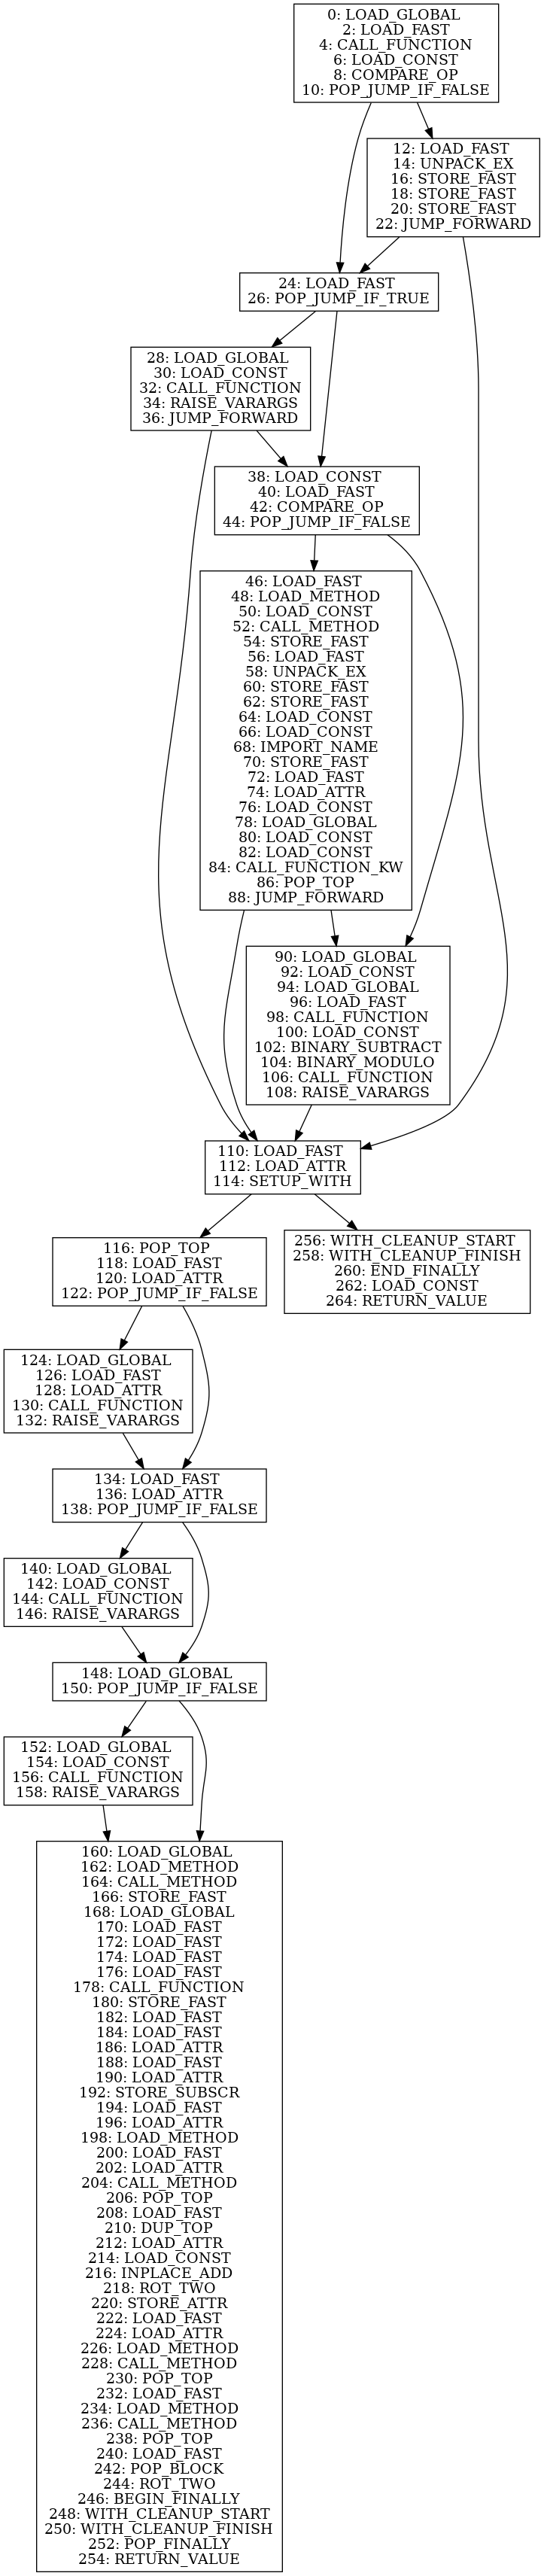 0: LOAD_GLOBAL
2: LOAD_FAST
4: CALL_FUNCTION
6: LOAD_CONST
8: COMPARE_OP
10: POP_JUMP_IF_FALSE
12: LOAD_FAST
14: UNPACK_EX
16: STORE_FAST
18: STORE_FAST
20: STORE_FAST
22: JUMP_FORWARD
24: LOAD_FAST
26: POP_JUMP_IF_TRUE
28: LOAD_GLOBAL
30: LOAD_CONST
32: CALL_FUNCTION
34: RAISE_VARARGS
36: JUMP_FORWARD
38: LOAD_CONST
40: LOAD_FAST
42: COMPARE_OP
44: POP_JUMP_IF_FALSE
46: LOAD_FAST
48: LOAD_METHOD
50: LOAD_CONST
52: CALL_METHOD
54: STORE_FAST
56: LOAD_FAST
58: UNPACK_EX
60: STORE_FAST
62: STORE_FAST
64: LOAD_CONST
66: LOAD_CONST
68: IMPORT_NAME
70: STORE_FAST
72: LOAD_FAST
74: LOAD_ATTR
76: LOAD_CONST
78: LOAD_GLOBAL
80: LOAD_CONST
82: LOAD_CONST
84: CALL_FUNCTION_KW
86: POP_TOP
88: JUMP_FORWARD
90: LOAD_GLOBAL
92: LOAD_CONST
94: LOAD_GLOBAL
96: LOAD_FAST
98: CALL_FUNCTION
100: LOAD_CONST
102: BINARY_SUBTRACT
104: BINARY_MODULO
106: CALL_FUNCTION
108: RAISE_VARARGS
110: LOAD_FAST
112: LOAD_ATTR
114: SETUP_WITH
116: POP_TOP
118: LOAD_FAST
120: LOAD_ATTR
122: POP_JUMP_IF_FALSE
256: WITH_CLEANUP_START
258: WITH_CLEANUP_FINISH
260: END_FINALLY
262: LOAD_CONST
264: RETURN_VALUE
124: LOAD_GLOBAL
126: LOAD_FAST
128: LOAD_ATTR
130: CALL_FUNCTION
132: RAISE_VARARGS
134: LOAD_FAST
136: LOAD_ATTR
138: POP_JUMP_IF_FALSE
140: LOAD_GLOBAL
142: LOAD_CONST
144: CALL_FUNCTION
146: RAISE_VARARGS
148: LOAD_GLOBAL
150: POP_JUMP_IF_FALSE
152: LOAD_GLOBAL
154: LOAD_CONST
156: CALL_FUNCTION
158: RAISE_VARARGS
160: LOAD_GLOBAL
162: LOAD_METHOD
164: CALL_METHOD
166: STORE_FAST
168: LOAD_GLOBAL
170: LOAD_FAST
172: LOAD_FAST
174: LOAD_FAST
176: LOAD_FAST
178: CALL_FUNCTION
180: STORE_FAST
182: LOAD_FAST
184: LOAD_FAST
186: LOAD_ATTR
188: LOAD_FAST
190: LOAD_ATTR
192: STORE_SUBSCR
194: LOAD_FAST
196: LOAD_ATTR
198: LOAD_METHOD
200: LOAD_FAST
202: LOAD_ATTR
204: CALL_METHOD
206: POP_TOP
208: LOAD_FAST
210: DUP_TOP
212: LOAD_ATTR
214: LOAD_CONST
216: INPLACE_ADD
218: ROT_TWO
220: STORE_ATTR
222: LOAD_FAST
224: LOAD_ATTR
226: LOAD_METHOD
228: CALL_METHOD
230: POP_TOP
232: LOAD_FAST
234: LOAD_METHOD
236: CALL_METHOD
238: POP_TOP
240: LOAD_FAST
242: POP_BLOCK
244: ROT_TWO
246: BEGIN_FINALLY
248: WITH_CLEANUP_START
250: WITH_CLEANUP_FINISH
252: POP_FINALLY
254: RETURN_VALUE